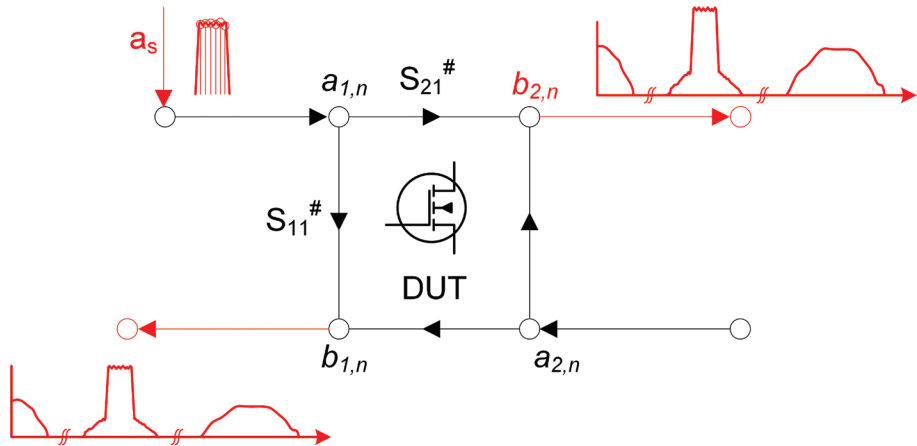 aₛ
a₁,ₙ
S₂₁#
b₂,ₙ
S₁₁#
DUT
b₁,ₙ
a₂,ₙ